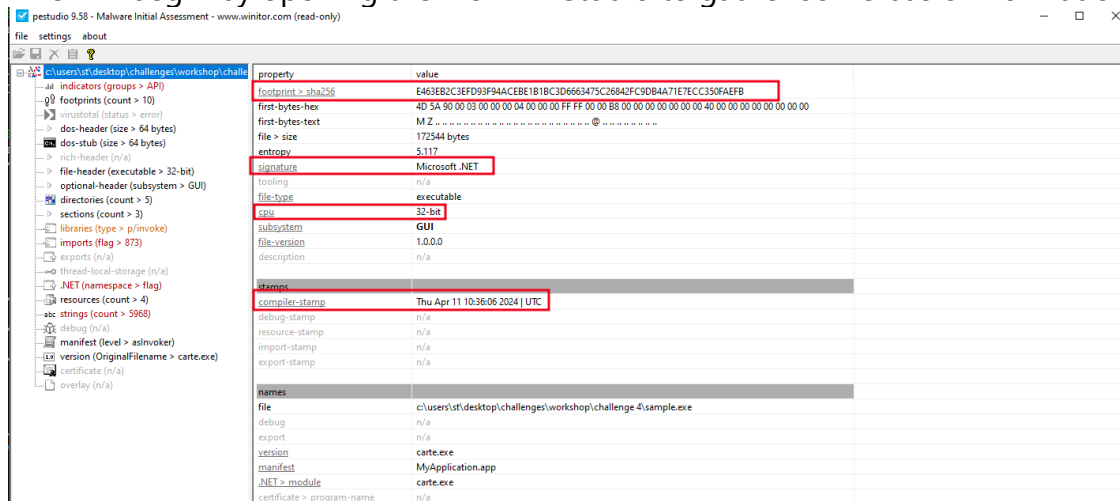 pestudio 9.58 - Malware Initial Assessment - www.winitor.com (read-only)
file settings about
c:\users\st\desktop\challenges\workshop\challe
indicators (groups > API)
footprints (count > 10)
virustotal (status > error)
dos-header (size > 64 bytes)
dos-stub (size > 64 bytes)
rich-header (n/a)
file-header (executable > 32-bit)
optional-header (subsystem > GUI)
directories (count > 5)
sections (count > 3)
libraries (type > p/invoke)
imports (flag > 873)
exports (n/a)
thread-local-storage (n/a)
.NET (namespace > flag)
resources (count > 4)
abc strings (count > 5968)
debug (n/a)
manifest (level > asInvoker)
version (OriginalFilename > carte.exe)
certificate (n/a)
overlay (n/a)
property value
footprint > sha256 E463EB2C3EFD93F94ACEBE1B1BC3D6663475C26842FC9DB4A71E7ECC350FAEFB
first-bytes-hex 4D 5A 90 00 03 00 00 00 04 00 00 00 FF FF 00 00 B8 00 00 00 00 00 00 00 40 00 00 00 00 00 00 00
first-bytes-text M Z .. .. .. .. .. .. .. .. .. .. .. .. .. .. .. .. .. .. .. .. @ .. .. .. .. .. .. ..
file > size 172544 bytes
entropy 5.117
signature Microsoft .NET
tooling n/a
file-type executable
cpu 32-bit
subsystem GUI
file-version 1.0.0.0
description n/a
stamps
compiler-stamp Thu Apr 11 10:36:06 2024 | UTC
debug-stamp n/a
resource-stamp n/a
import-stamp n/a
export-stamp n/a
names
file c:\users\st\desktop\challenges\workshop\challenge 4\sample.exe
debug n/a
export n/a
version carte.exe
manifest MyApplication.app
.NET > module carte.exe
certificate > program-name n/a